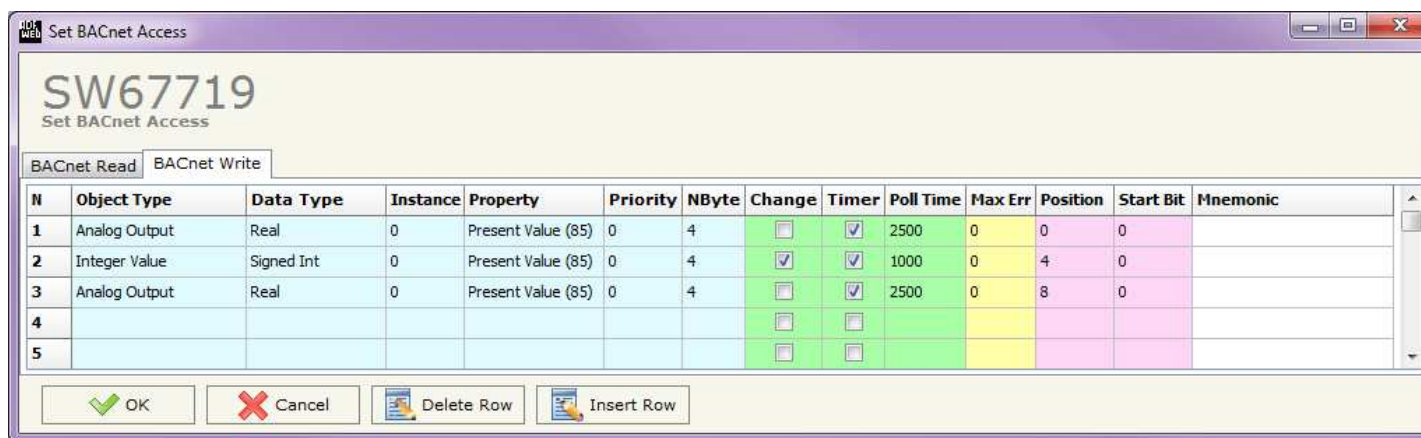 ADF WEB Set BACnet Access
SW67719
Set BACnet Access
BACnet Read BACnet Write
N Object Type Data Type Instance Property Priority NByte Change Timer Poll Time Max Err Position Start Bit Mnemonic
1 Analog Output Real 0 Present Value (85) 0 4 2500 0 0 0
2 Integer Value Signed Int 0 Present Value (85) 0 4 1000 0 4 0
3 Analog Output Real 0 Present Value (85) 0 4 2500 0 8 0
4
5
OK Cancel Delete Row Insert Row